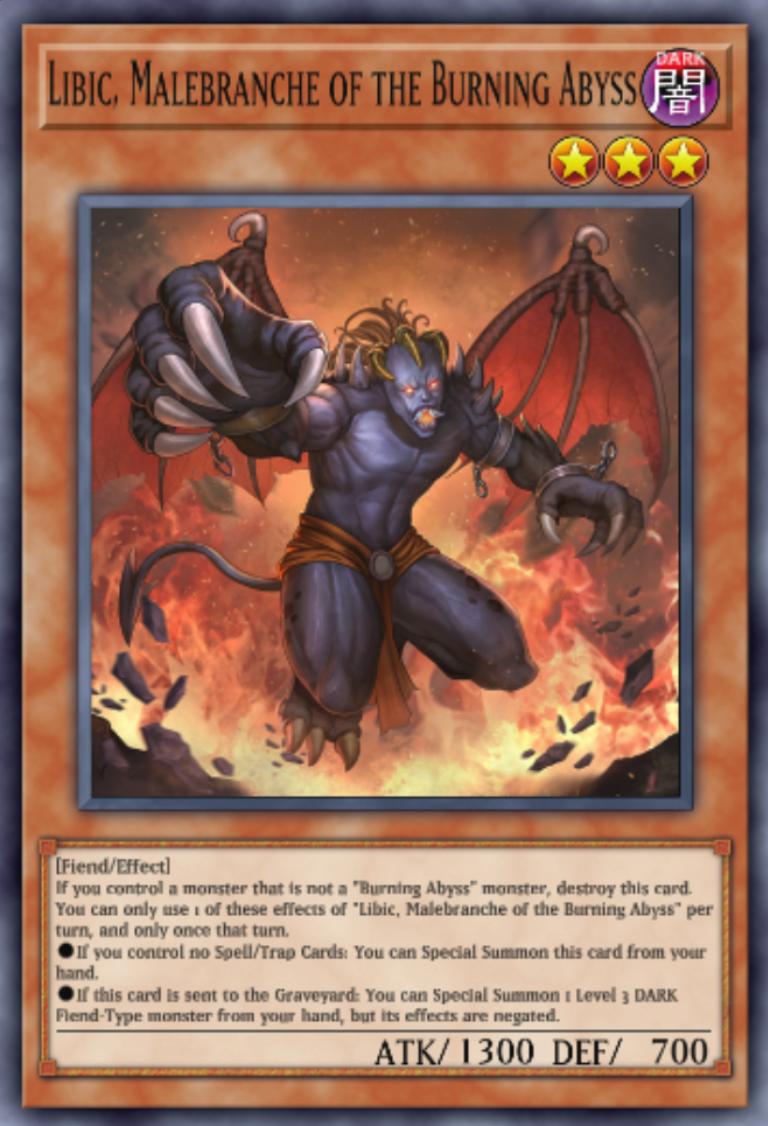 LIBIC, MALEBRANCHE OF THE BURNING ABYSS
DARK
闇
[Fiend/Effect]
If you control a monster that is not a "Burning Abyss" monster, destroy this card.
You can only use 1 of these effects of "Libic, Malebranche of the Burning Abyss" per
turn, and only once that turn.
●If you control no Spell/Trap Cards: You can Special Summon this card from your
hand.
●If this card is sent to the Graveyard: You can Special Summon 1 Level 3 DARK
Fiend-Type monster from your hand, but its effects are negated.
ATK/ 1300 DEF/ 700